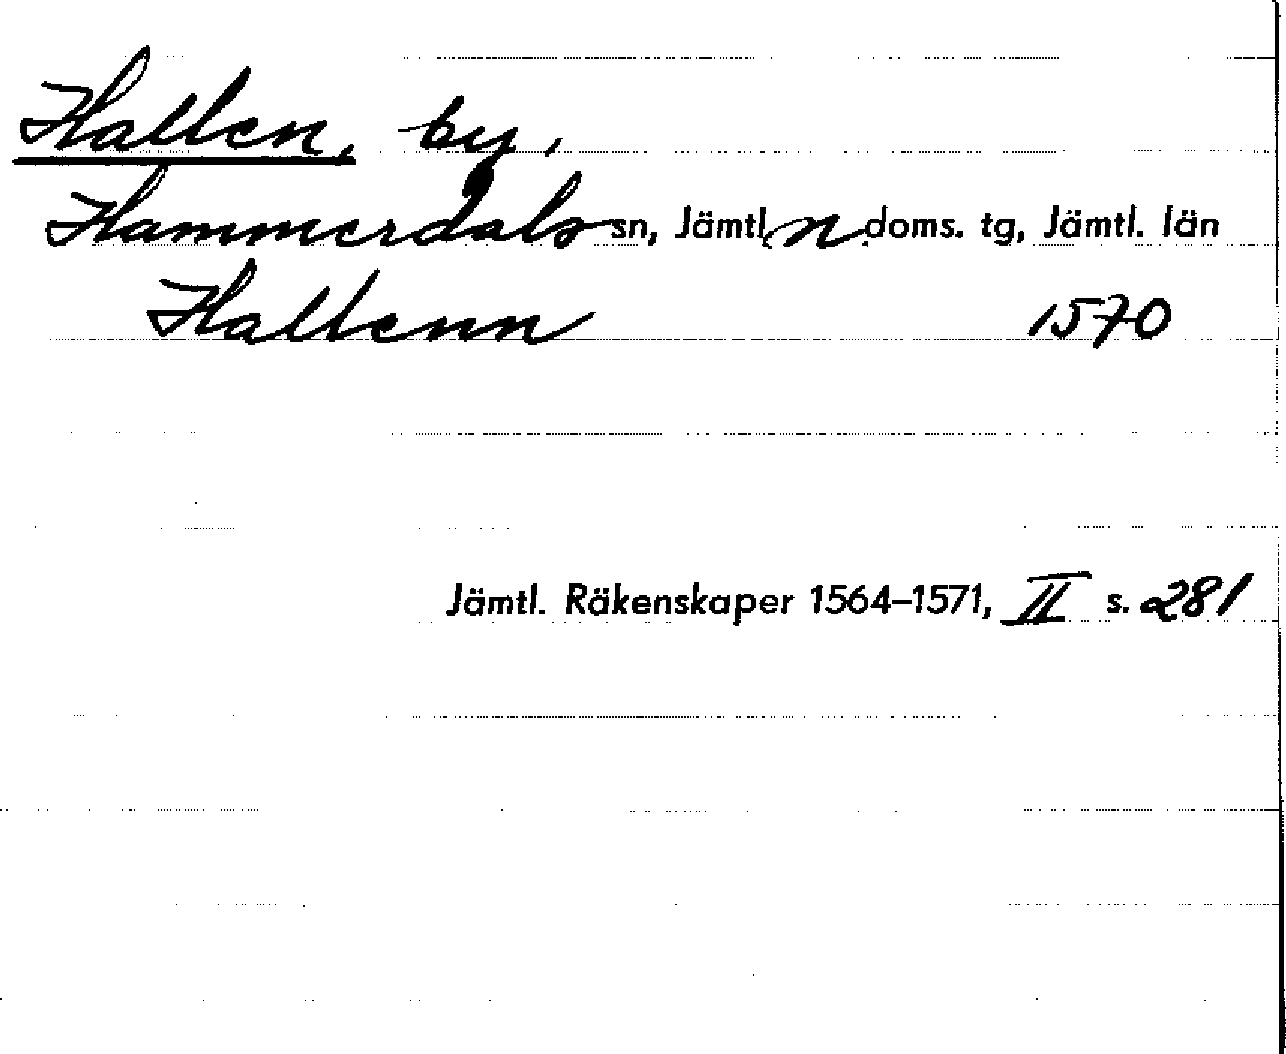 Hallen, by,
Hammerdals sn, Jämtl. n doms. tg, Jämtl. län
Hallenn 1570
Jämtl. Räkenskaper 1564–1571, II s. 281